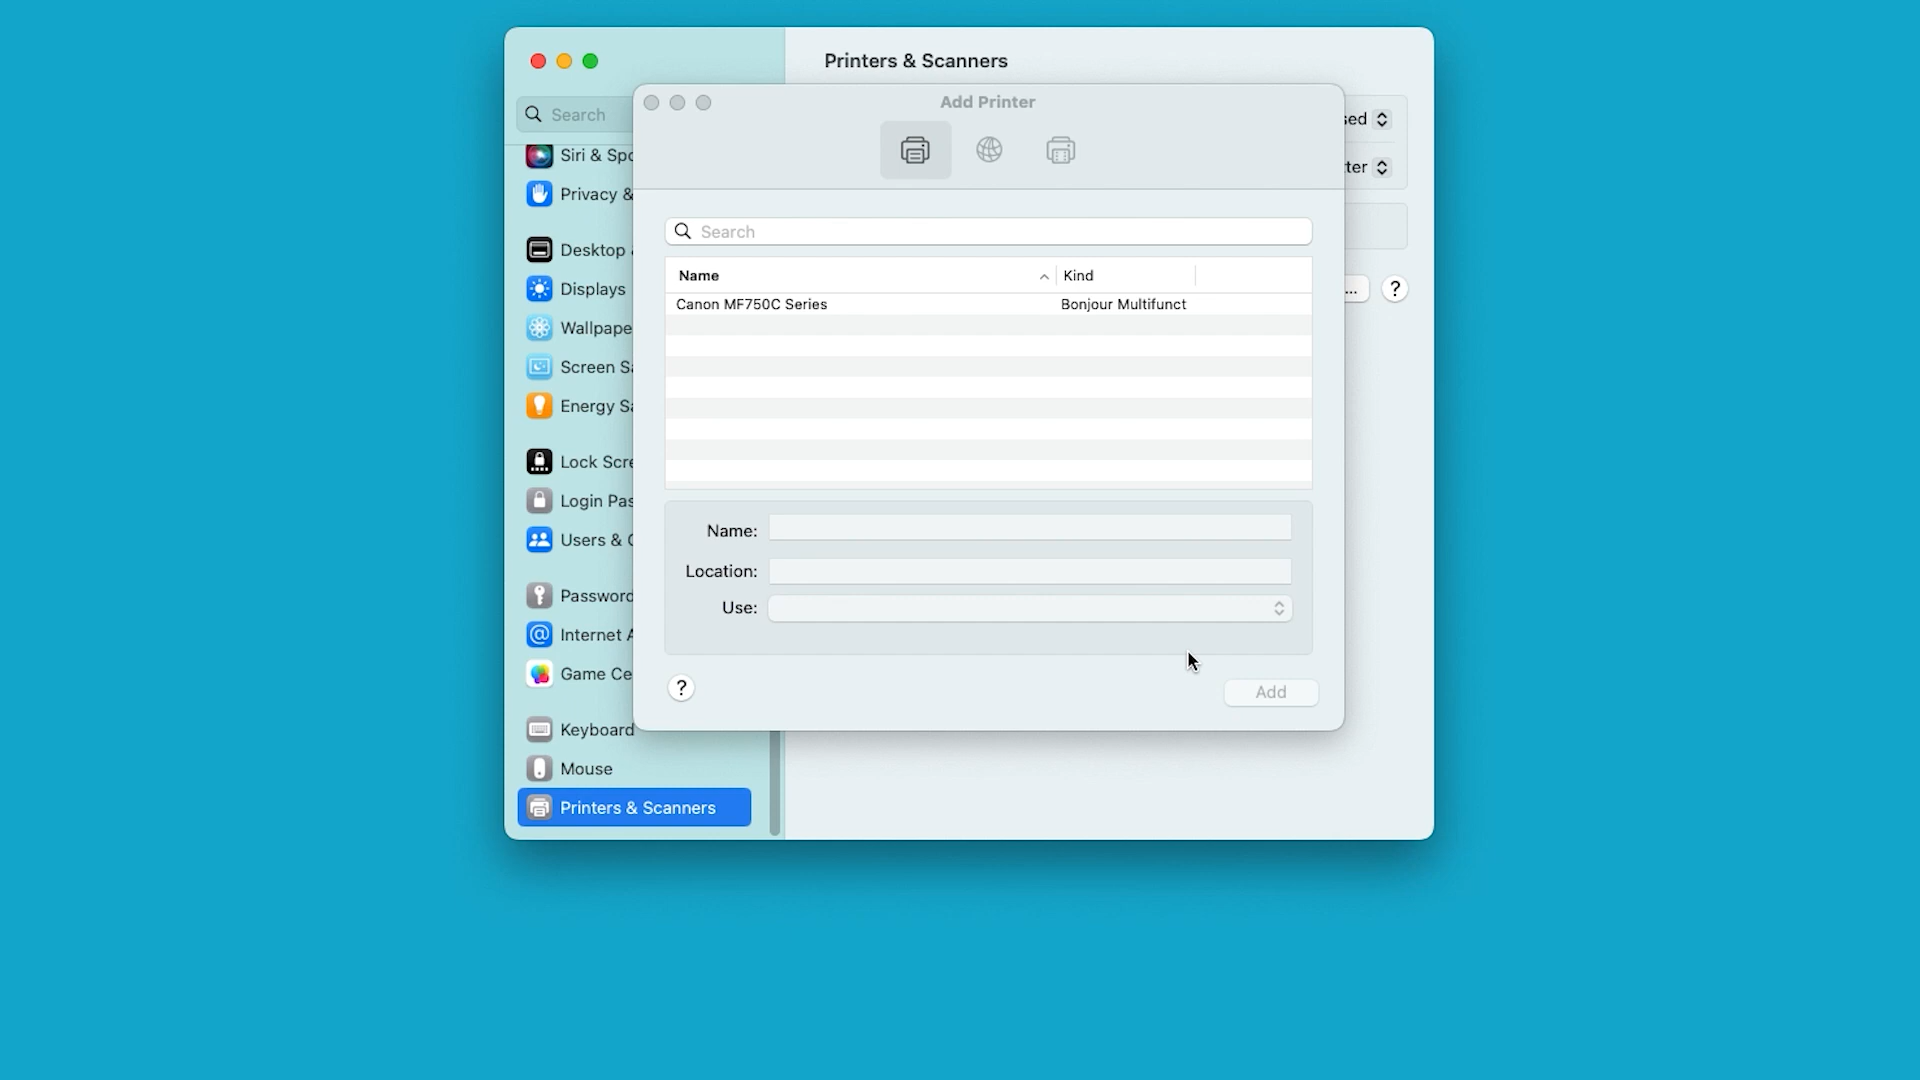 Printers & Scanners
Search
Siri & Spo
Privacy &
Desktop &
Displays
Wallpape
Screen Sa
Energy Sa
Lock Scre
Login Pas
Users & G
Password
Internet A
Game Ce
Keyboard
Mouse
Printers & Scanners
sed
ter
...
?
Add Printer
Search
Name Kind
Canon MF750C Series Bonjour Multifunct
Name:
Location:
Use:
?
Add